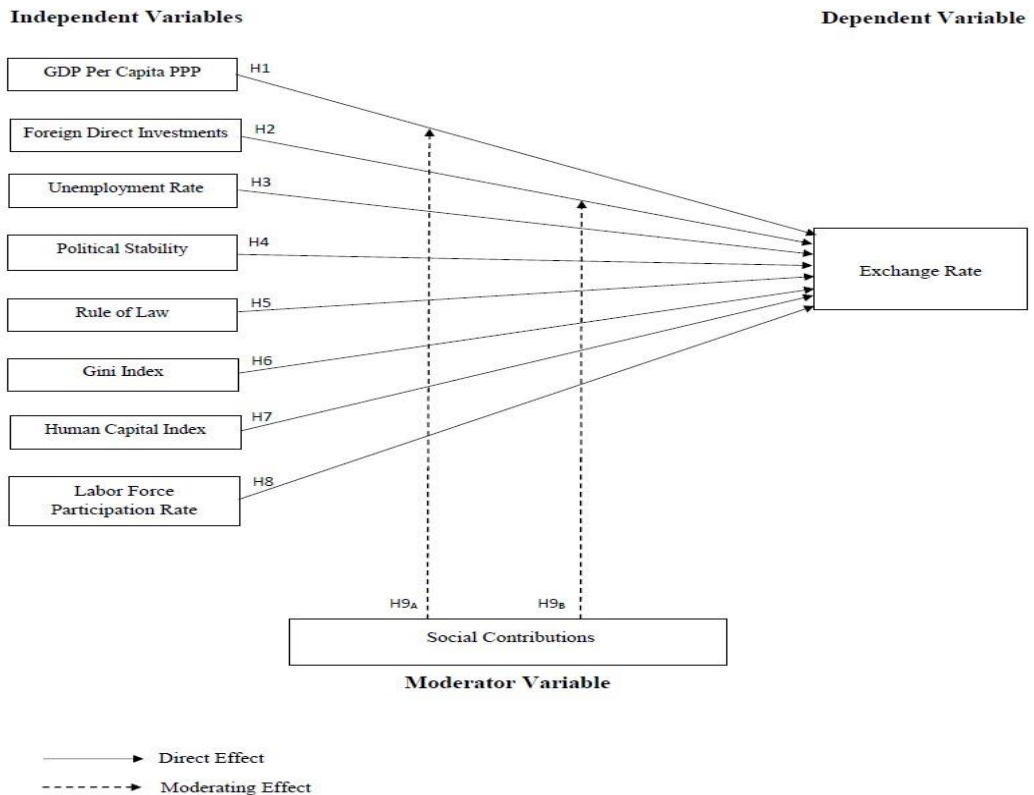 Independent Variables
Dependent Variable
GDP Per Capita PPP
H1
Foreign Direct Investments
H2
Unemployment Rate
H3
Political Stability
H4
Rule of Law
H5
Gini Index
H6
Human Capital Index
H7
Labor Force
Participation Rate
H8
Exchange Rate
H9A
H9B
Social Contributions
Moderator Variable
Direct Effect
Moderating Effect